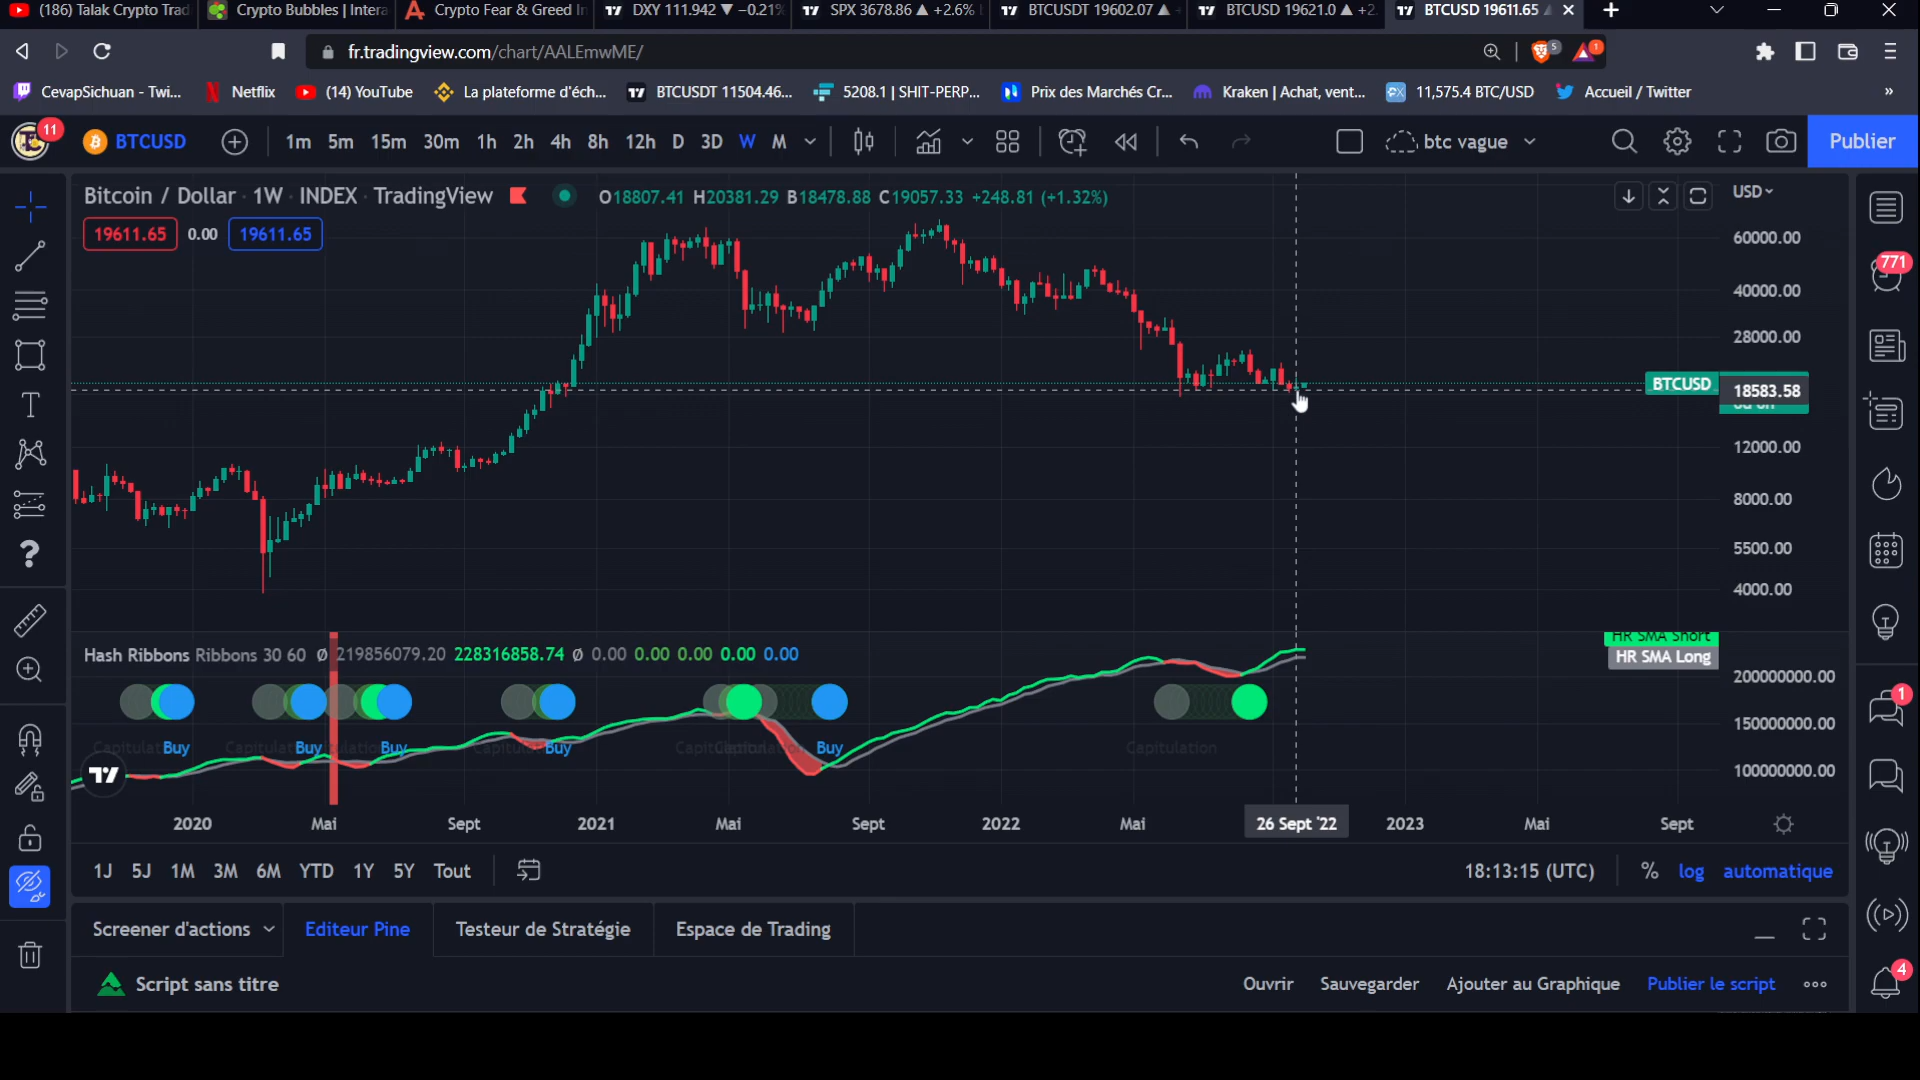 (186) Talak Crypto Trad
Crypto Bubbles | Intera
Crypto Fear & Greed In
DXY 111.942 ▼ −0.21%
SPX 3678.86 ▲ +2.6%
BTCUSDT 19602.07 ▲
BTCUSD 19621.0 ▲ +2
BTCUSD 19611.65
fr.tradingview.com/chart/AALEmwME/
5
1
CevapSichuan - Twi...
Netflix
(14) YouTube
La plateforme d'éch...
BTCUSDT 11504.46...
5208.1 | SHIT-PERP...
Prix des Marchés Cr...
Kraken | Achat, vent...
11,575.4 BTC/USD
Accueil / Twitter
»
11
BTCUSD
1m 5m 15m 30m 1h 2h 4h 8h 12h D 3D W M
btc vague
Publier
Bitcoin / Dollar · 1W · INDEX · TradingView
O18807.41 H20381.29 B18478.88 C19057.33 +248.81 (+1.32%)
USD
19611.65 0.00 19611.65
60000.00
40000.00
28000.00
BTCUSD
18583.58
12000.00
8000.00
5500.00
4000.00
771
1
4
Hash Ribbons Ribbons 30 60 Ø 219856079.20 228316858.74 Ø 0.00 0.00 0.00 0.00 0.00
HR SMA Short
HR SMA Long
200000000.00
150000000.00
100000000.00
Buy
Buy
Buy
Buy
Buy
Capitulation
2020 Mai Sept 2021 Mai Sept 2022 Mai 26 Sept '22 2023 Mai Sept
1J 5J 1M 3M 6M YTD 1Y 5Y Tout
18:13:15 (UTC)
% log automatique
Screener d'actions
Editeur Pine
Testeur de Stratégie
Espace de Trading
Script sans titre
Ouvrir
Sauvegarder
Ajouter au Graphique
Publier le script